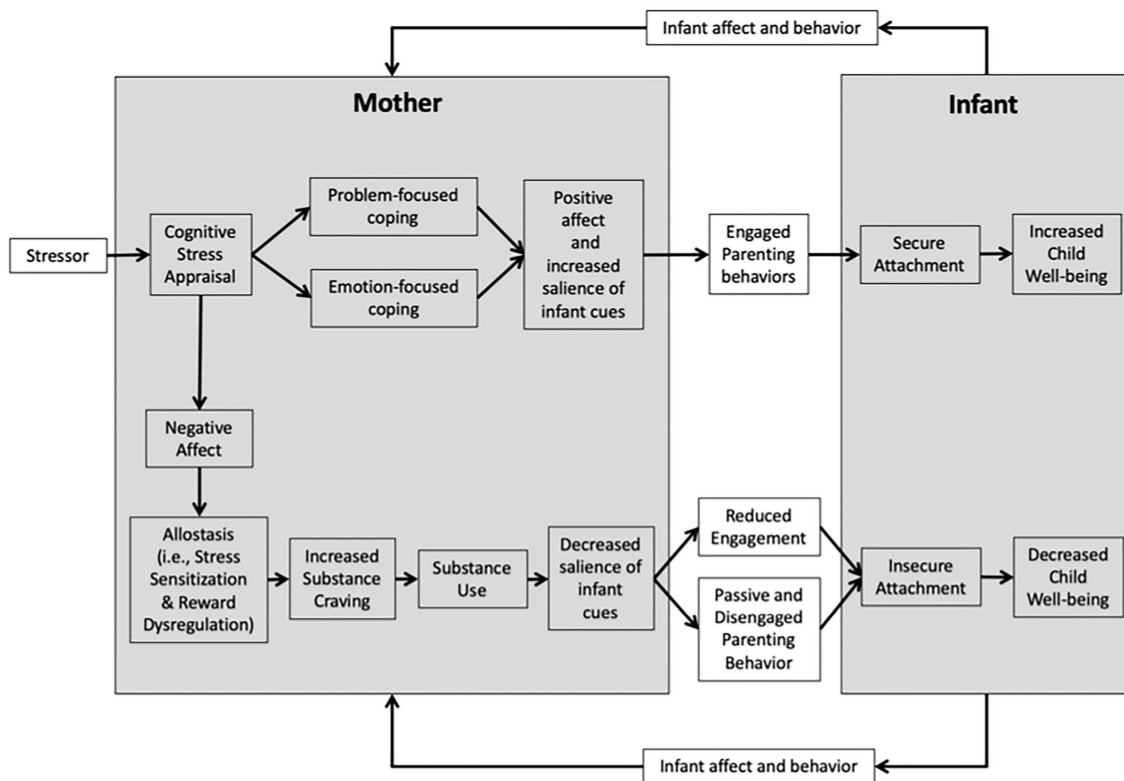 Infant affect and behavior
Mother
Infant
Stressor
Cognitive
Stress
Appraisal
Problem-focused
coping
Emotion-focused
coping
Positive
affect
and
increased
salience of
infant cues
Engaged
Parenting
behaviors
Secure
Attachment
Increased
Child
Well-being
Negative
Affect
Allostasis
(i.e., Stress
Sensitization
& Reward
Dysregulation)
Increased
Substance
Craving
Substance
Use
Decreased
salience of
infant
cues
Reduced
Engagement
Passive and
Disengaged
Parenting
Behavior
Insecure
Attachment
Decreased
Child
Well-being
Infant affect and behavior